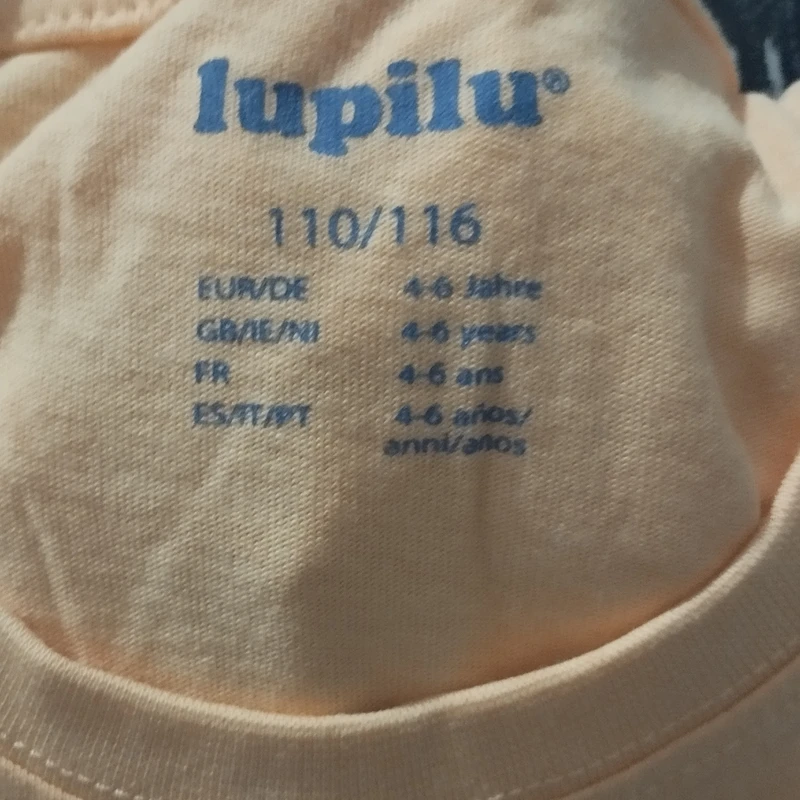 lupilu®
110/116
EUR/DE 4-6 Jahre
GB/IE/NI 4-6 years
FR 4-6 ans
ES/IT/PT 4-6 años/
anni/años